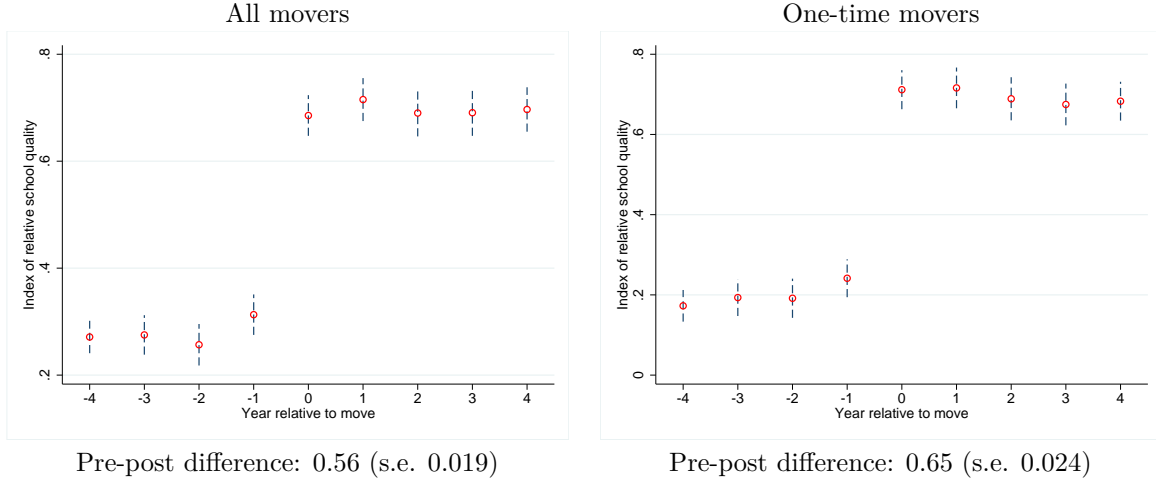 All movers
Index of relative school quality
.8
.6
.4
.2
-4 -3 -2 -1 0 1 2 3 4
Year relative to move
Pre-post difference: 0.56 (s.e. 0.019)
One-time movers
Index of relative school quality
.8
.6
.4
.2
0
-4 -3 -2 -1 0 1 2 3 4
Year relative to move
Pre-post difference: 0.65 (s.e. 0.024)